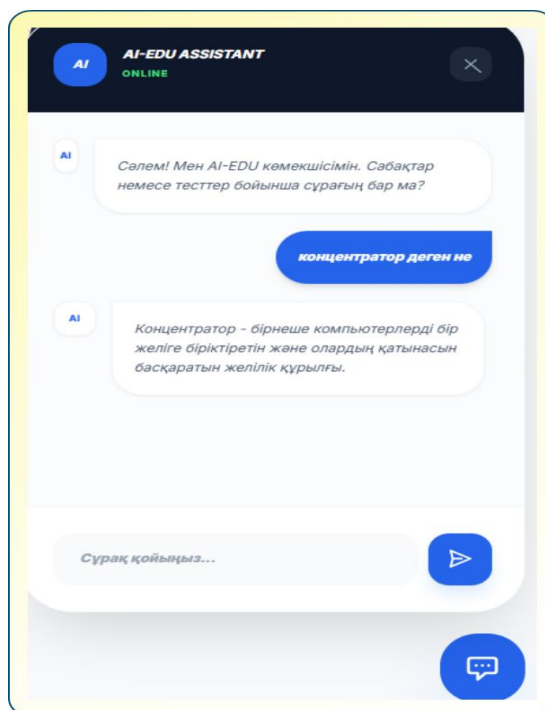 AI
AI-EDU ASSISTANT
ONLINE
AI
Сәлем! Мен AI-EDU көмекшісімін. Сабақтар
немесе тесттер бойынша сұрағың бар ма?
концентратор деген не
AI
Концентратор - бірнеше компьютерлерді бір
желіге біріктіретін және олардың қатынасын
басқаратын желілік құрылғы.
Сұрақ қойыңыз...